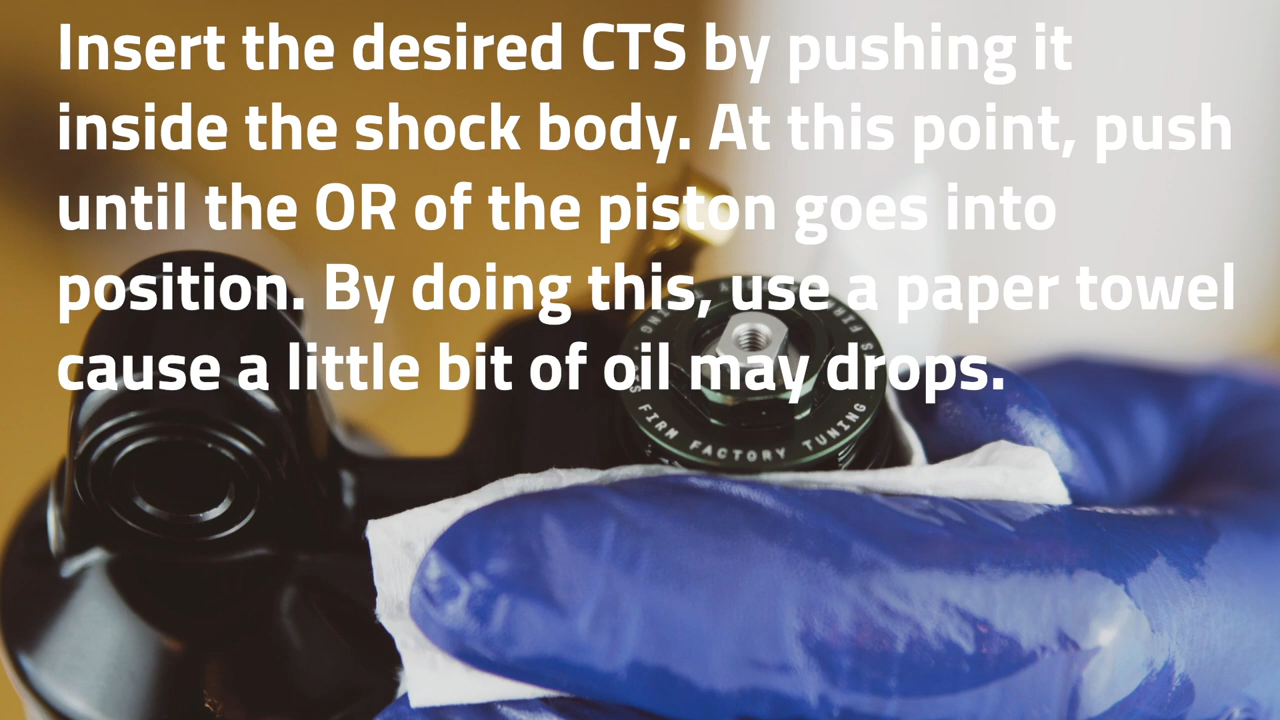 Insert the desired CTS by pushing it
inside the shock body. At this point, push
until the OR of the piston goes into
position. By doing this, use a paper towel
cause a little bit of oil may drops.
FIRM FACTORY TUNING